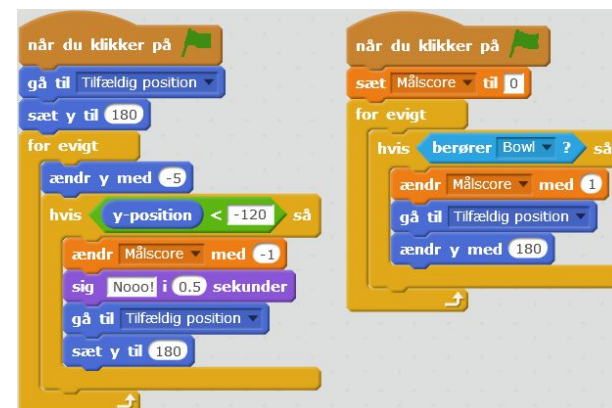 når du klikker på
gå til Tilfældig position
sæt y til 180
for evigt
ændr y med -5
hvis y-position < -120 så
ændr Målscore med -1
sig Nooo! i 0.5 sekunder
gå til Tilfældig position
sæt y til 180
når du klikker på
sæt Målscore til 0
for evigt
hvis berører Bowl ? så
ændr Målscore med 1
gå til Tilfældig position
ændr y med 180